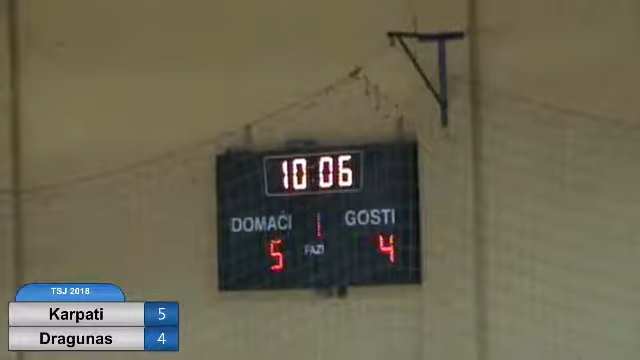 10 06
DOMAĆI 1 GOSTI
5 FAZI 4
TSJ 2018
Karpati 5
Dragunas 4